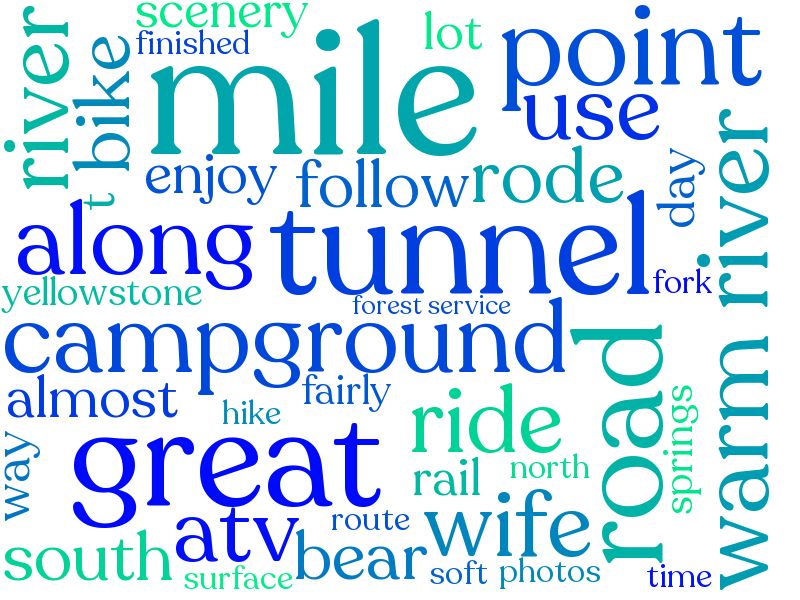 scenery
finished
lot
river
bike
mile
point
use
t
enjoy
follow
rode
day
along
tunnel
fork
warm river
yellowstone
forest service
campground
almost
fairly
hike
road
way
great
ride
rail
north
springs
atv
route
wife
south
surface
bear
soft
photos
time